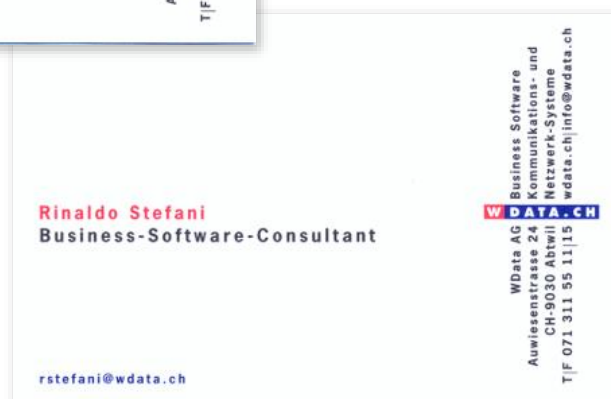 T|F
Rinaldo Stefani
Business-Software-Consultant
rstefani@wdata.ch
W DATA.CH
WData AG Business Software
Auwiesenstrasse 24 Kommunikations- und
CH-9030 Abtwil Netzwerk-Systeme
T|F 071 311 55 11|15 wdata.ch|info@wdata.ch